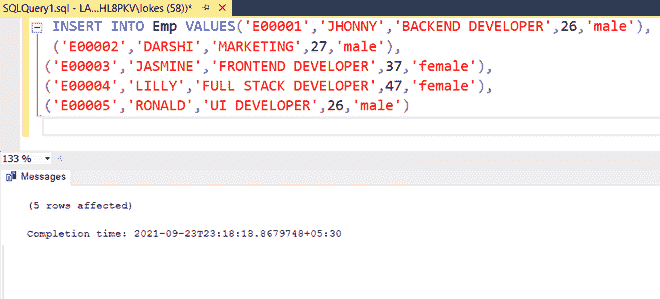 SQLQuery1.sql - LA...HL8PKV\lokes (58))*
INSERT INTO Emp VALUES('E00001','JHONNY','BACKEND DEVELOPER',26,'male'),
('E00002','DARSHI','MARKETING',27,'male'),
('E00003','JASMINE','FRONTEND DEVELOPER',37,'female'),
('E00004','LILLY','FULL STACK DEVELOPER',47,'female'),
('E00005','RONALD','UI DEVELOPER',26,'male')
133 %
Messages
(5 rows affected)
Completion time: 2021-09-23T23:18:18.8679748+05:30